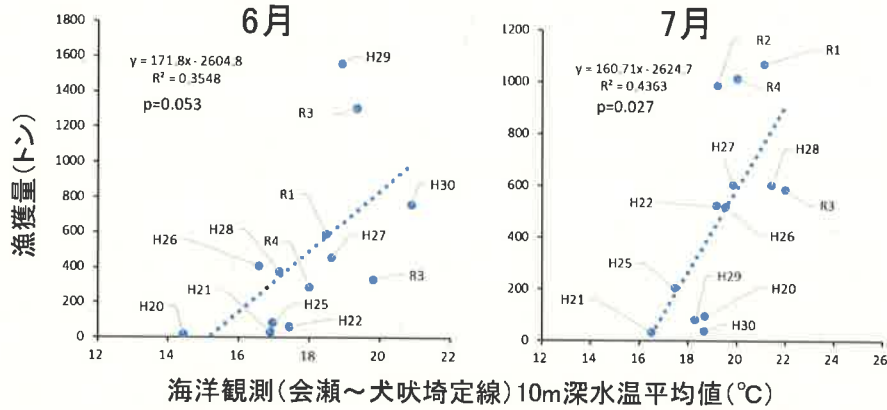 6月
漁獲量(トン)
1800
1600
1400
1200
1000
800
600
400
200
0
12
14
16
18
20
22
y = 171.8x - 2604.8
R² = 0.3548
p=0.053
H29
R3
H30
R1
H28
H26
R4
H27
R3
H21
H25
H20
H22
7月
1200
1000
800
600
400
200
0
12
14
16
18
20
22
24
26
y = 160.71x - 2624.7
R² = 0.4363
p=0.027
R2
R1
R4
H27
H28
H22
R3
H26
H25
H29
H20
H21
H30
海洋観測(会瀬～犬吠埼定線)10m深水温平均値(℃)